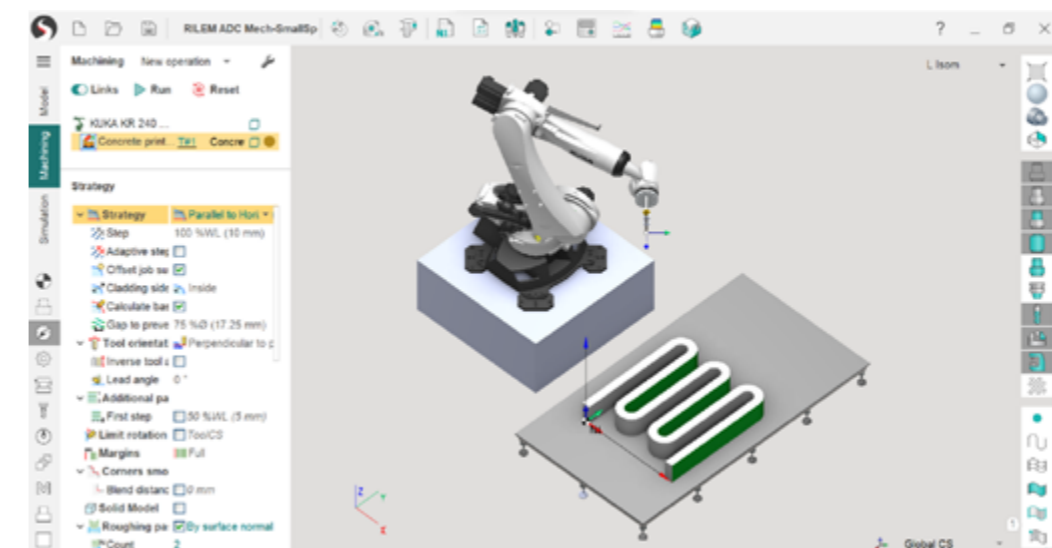 RILEM ADC Mech-SmallSp
?
Machining New operation
L Isom
Links Run Reset
Model
KUKA KR 240 ...
Concrete print... T#1 Concre
Machining
Strategy
Simulation
Strategy Parallel to Hori
Step 100 %WL (10 mm)
Adaptive step
Offset job su
Cladding side Inside
Calculate bas
Gap to preve 75 %Ø (17.25 mm)
Tool orientat Perpendicular to p
Inverse tool a
Lead angle 0 °
Additional pa
First step 50 %WL (5 mm)
Limit rotation ToolCS
Margins Full
Corners smo
Blend distanc 0 mm
Solid Model
Roughing pa By surface normal
Count 2
Z
Y
X
Global CS